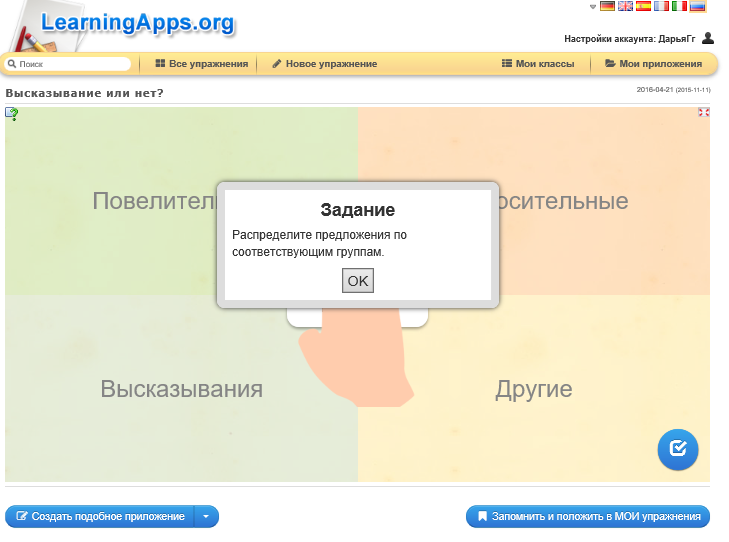 LearningApps.org
Настройки аккаунта: ДарьяГг
Поиск
Все упражнения
Новое упражнение
Мои классы
Мои приложения
Высказывание или нет?
2016-04-21 (2015-11-11)
Повелител
осительные
Задание
Распределите предложения по
соответствующим группам.
OK
Высказывания
Другие
Создать подобное приложение
Запомнить и положить в МОИ упражнения